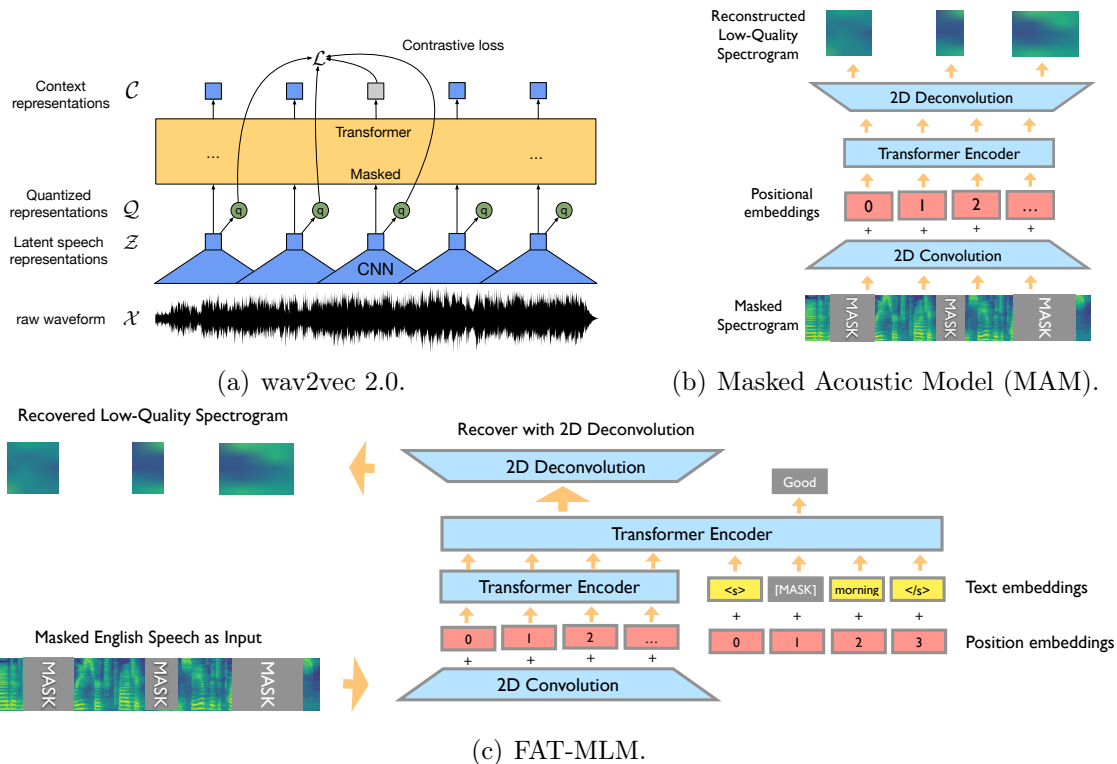 Contrastive loss
ℒ
Context representations 𝒞
Transformer
... ...
Masked
Quantized representations 𝒬 q q q q q
Latent speech representations 𝒵
CNN
raw waveform 𝒳
(a) wav2vec 2.0.
Reconstructed Low-Quality Spectrogram
2D Deconvolution
Transformer Encoder
Positional embeddings 0 1 2 ...
+ + + +
2D Convolution
Masked Spectrogram MASK MASK MASK
(b) Masked Acoustic Model (MAM).
Recovered Low-Quality Spectrogram
Recover with 2D Deconvolution
2D Deconvolution
Good
Transformer Encoder
Transformer Encoder
<s> [MASK] morning </s> Text embeddings
+ + + +
Masked English Speech as Input
0 1 2 ...
0 1 2 3 Position embeddings
+ + + +
MASK MASK MASK
2D Convolution
(c) FAT-MLM.